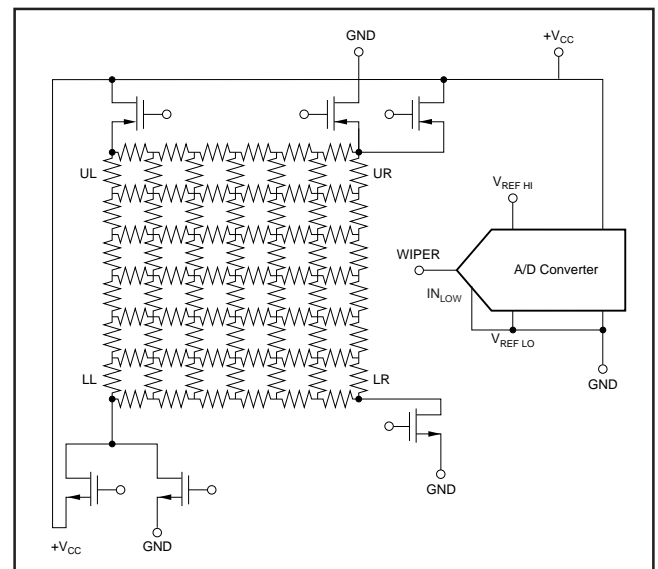 GND
+VCC
UL
UR
VREF HI
WIPER
A/D Converter
INLOW
VREF LO
LL
LR
GND
GND
+VCC
GND